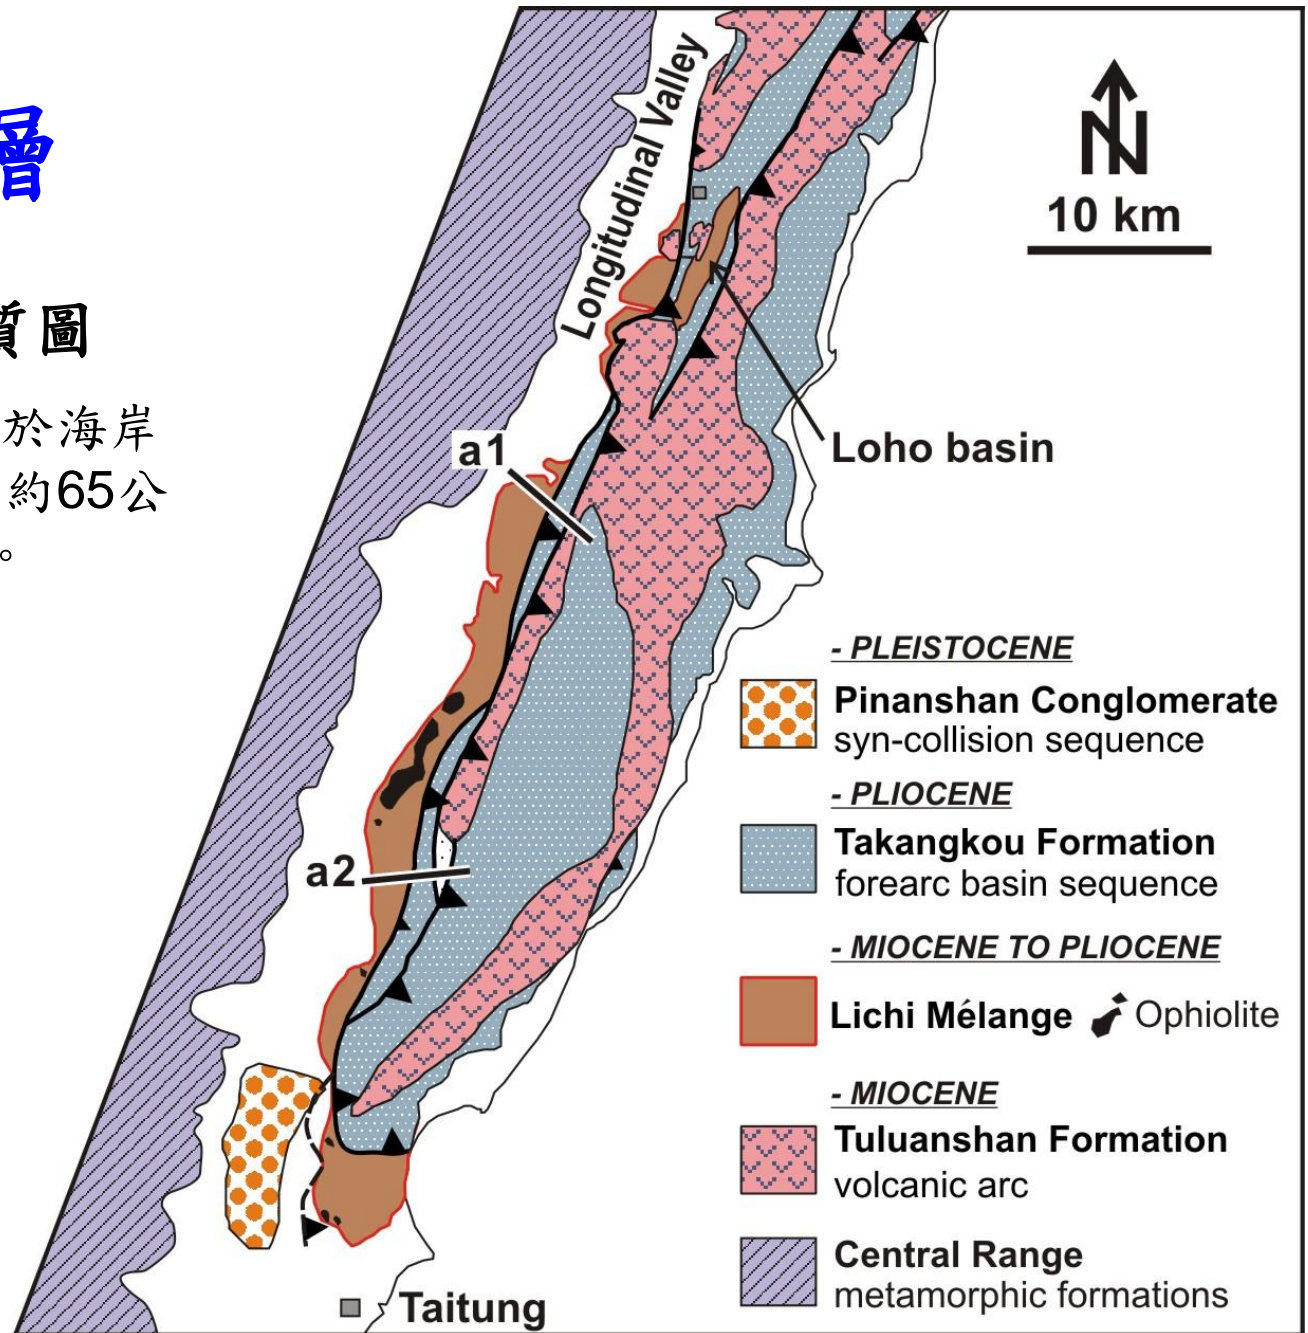 層
質圖
於海岸
約65公
。
Longitudinal Valley
N
10 km
Loho basin
a1
a2
- PLEISTOCENE
Pinanshan Conglomerate
syn-collision sequence
- PLIOCENE
Takangkou Formation
forearc basin sequence
- MIOCENE TO PLIOCENE
Lichi Mélange Ophiolite
- MIOCENE
Tuluanshan Formation
volcanic arc
Central Range
metamorphic formations
Taitung